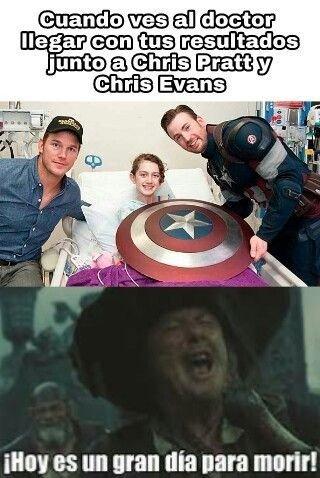 Cuando ves al doctor
llegar con tus resultados
junto a Chris Pratt y
Chris Evans
¡Hoy es un gran día para morir!